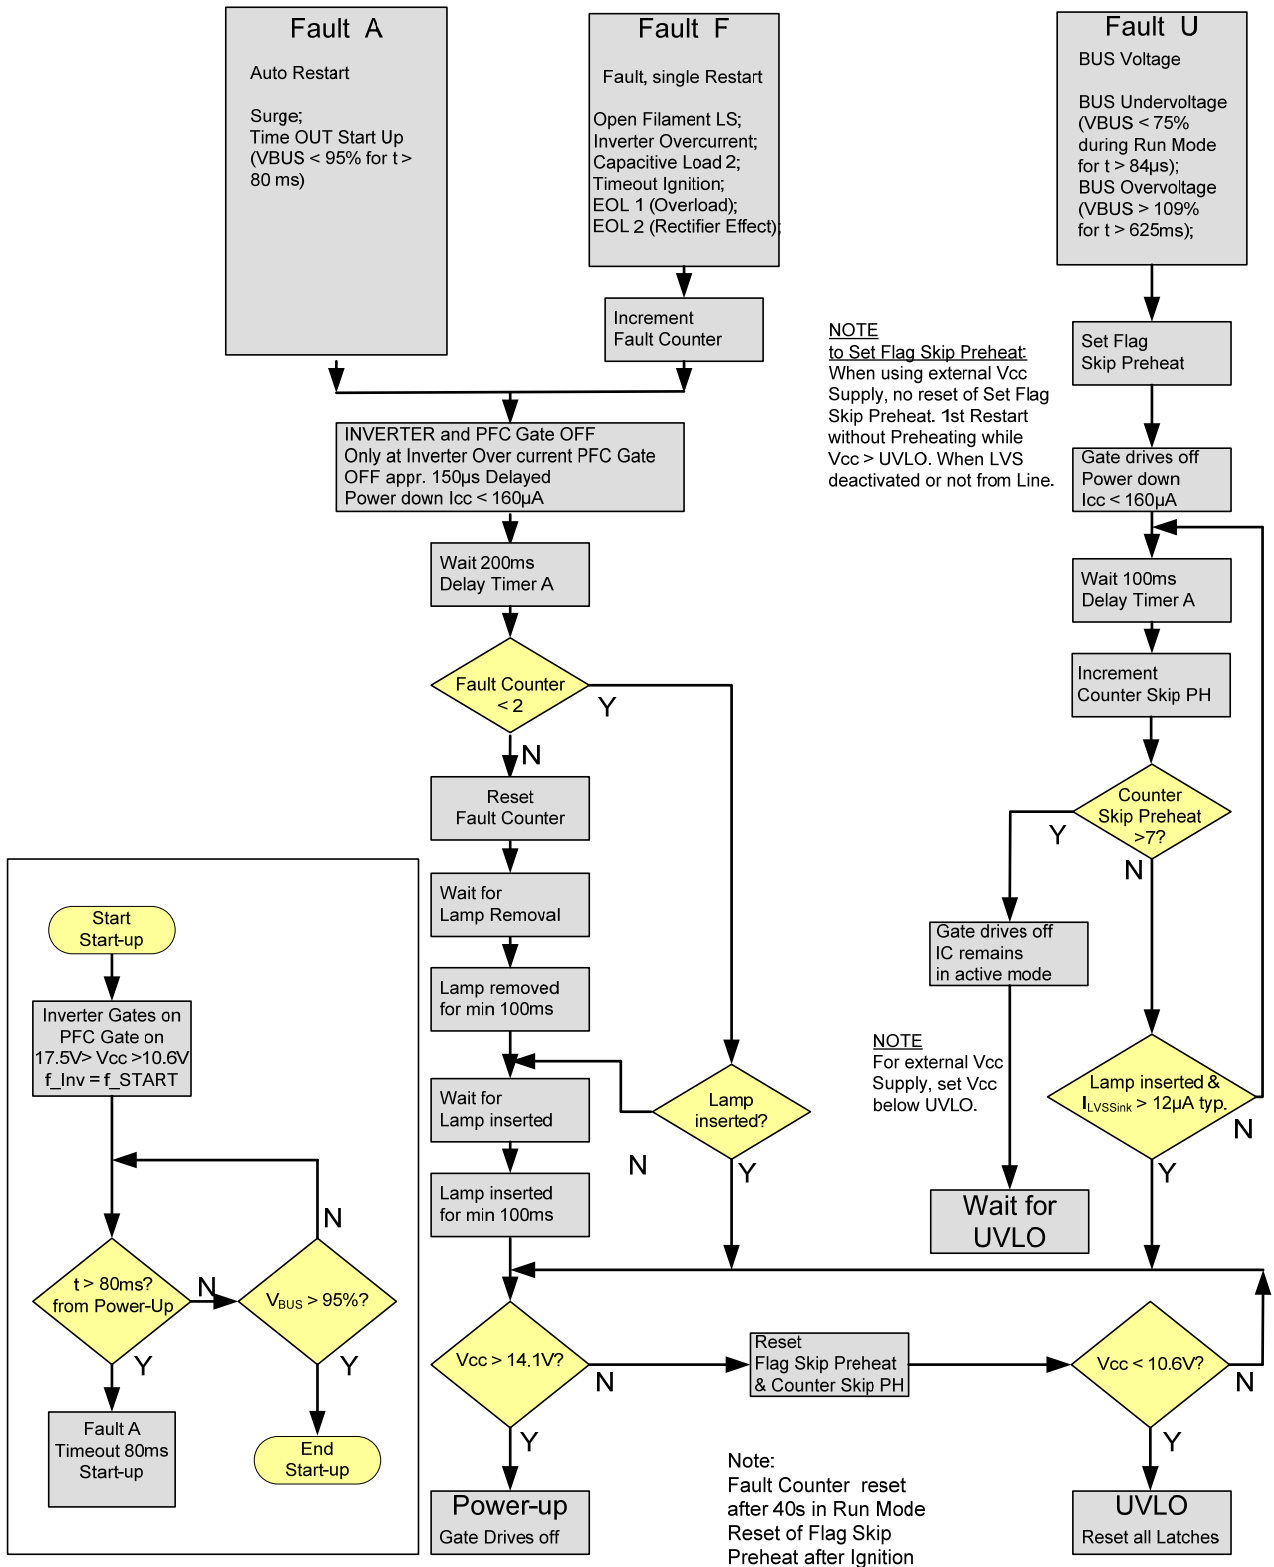 Fault A
Auto Restart
Surge;
Time OUT Start Up
(VBUS < 95% for t >
80 ms)
Fault F
Fault, single Restart
Open Filament LS;
Inverter Overcurrent;
Capacitive Load 2;
Timeout Ignition;
EOL 1 (Overload);
EOL 2 (Rectifier Effect);
Increment
Fault Counter
Fault U
BUS Voltage
BUS Undervoltage
(VBUS < 75%
during Run Mode
for t > 84µs);
BUS Overvoltage
(VBUS > 109%
for t > 625ms);
NOTE
to Set Flag Skip Preheat:
When using external Vcc
Supply, no reset of Set Flag
Skip Preheat. 1st Restart
without Preheating while
Vcc > UVLO. When LVS
deactivated or not from Line.
Set Flag
Skip Preheat
INVERTER and PFC Gate OFF
Only at Inverter Over current PFC Gate
OFF appr. 150µs Delayed
Power down Icc < 160µA
Gate drives off
Power down
Icc < 160µA
Wait 200ms
Delay Timer A
Wait 100ms
Delay Timer A
Fault Counter
< 2
Y
N
Increment
Counter Skip PH
Reset
Fault Counter
Counter
Skip Preheat
>7?
Y
N
Wait for
Lamp Removal
Gate drives off
IC remains
in active mode
Lamp removed
for min 100ms
NOTE
For external Vcc
Supply, set Vcc
below UVLO.
Wait for
Lamp inserted
Lamp
inserted?
N
Y
Lamp inserted &
ILVSSink > 12µA typ.
N
Y
Lamp inserted
for min 100ms
Wait for
UVLO
Start
Start-up
Inverter Gates on
PFC Gate on
17.5V> Vcc >10.6V
f_Inv = f_START
t > 80ms?
from Power-Up
N
Y
VBUS > 95%?
N
Y
Fault A
Timeout 80ms
Start-up
End
Start-up
Vcc > 14.1V?
N
Y
Reset
Flag Skip Preheat
& Counter Skip PH
Vcc < 10.6V?
N
Y
Power-up
Gate Drives off
Note:
Fault Counter reset
after 40s in Run Mode
Reset of Flag Skip
Preheat after Ignition
UVLO
Reset all Latches